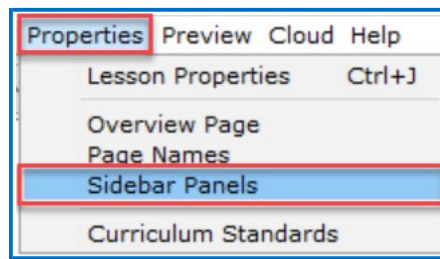 Properties Preview Cloud Help
Lesson Properties Ctrl+J
Overview Page
Page Names
Sidebar Panels
Curriculum Standards